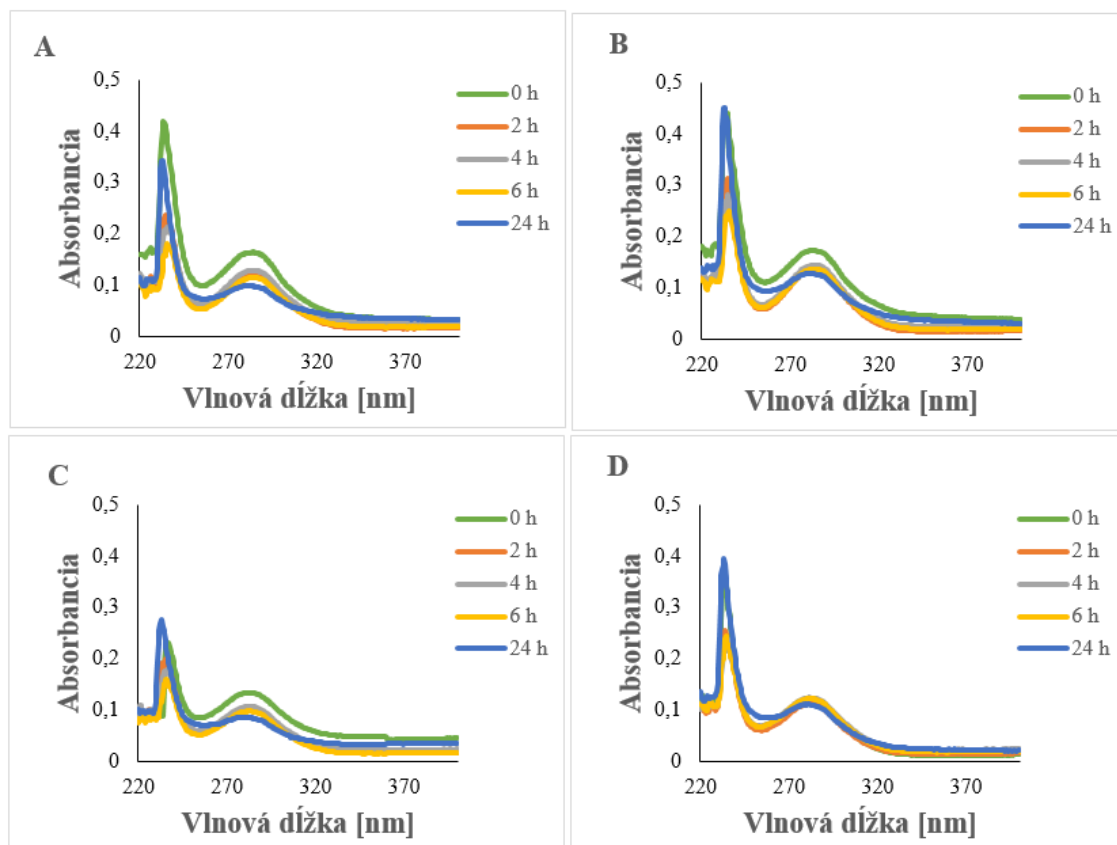 A
Absorbancia
0,5
0,4
0,3
0,2
0,1
0
220 270 320 370
Vlnová dĺžka [nm]
0 h
2 h
4 h
6 h
24 h
B
Absorbancia
0,5
0,4
0,3
0,2
0,1
0
220 270 320 370
Vlnová dĺžka [nm]
0 h
2 h
4 h
6 h
24 h
C
Absorbancia
0,5
0,4
0,3
0,2
0,1
0
220 270 320 370
Vlnová dĺžka [nm]
0 h
2 h
4 h
6 h
24 h
D
Absorbancia
0,5
0,4
0,3
0,2
0,1
0
220 270 320 370
Vlnová dĺžka [nm]
0 h
2 h
4 h
6 h
24 h